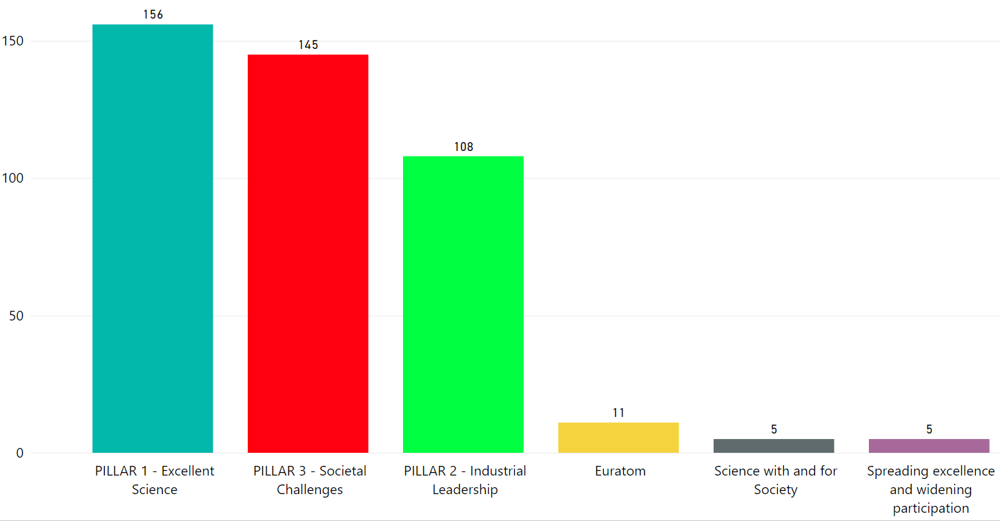 156
150
145
108
100
50
11
5
5
0
PILLAR 1 - Excellent
Science
PILLAR 3 - Societal
Challenges
PILLAR 2 - Industrial
Leadership
Euratom
Science with and for
Society
Spreading excellence
and widening
participation